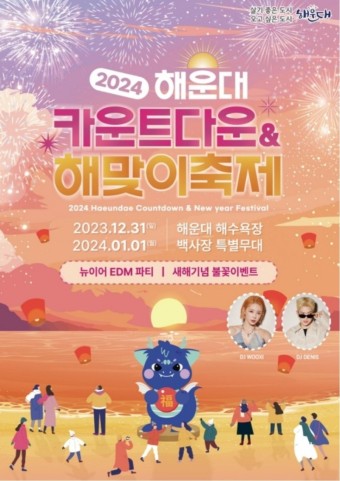 살기 좋은 도시
오고 싶은 도시 해운대
2024 해운대
카운트다운&
해맞이축제
2024 Haeundae Countdown & New year Festival
2023.12.31(일) 해운대 해수욕장
2024.01.01(월) 백사장 특별무대
뉴이어 EDM 파티 | 새해기념 불꽃이벤트
DJ DENIS
福